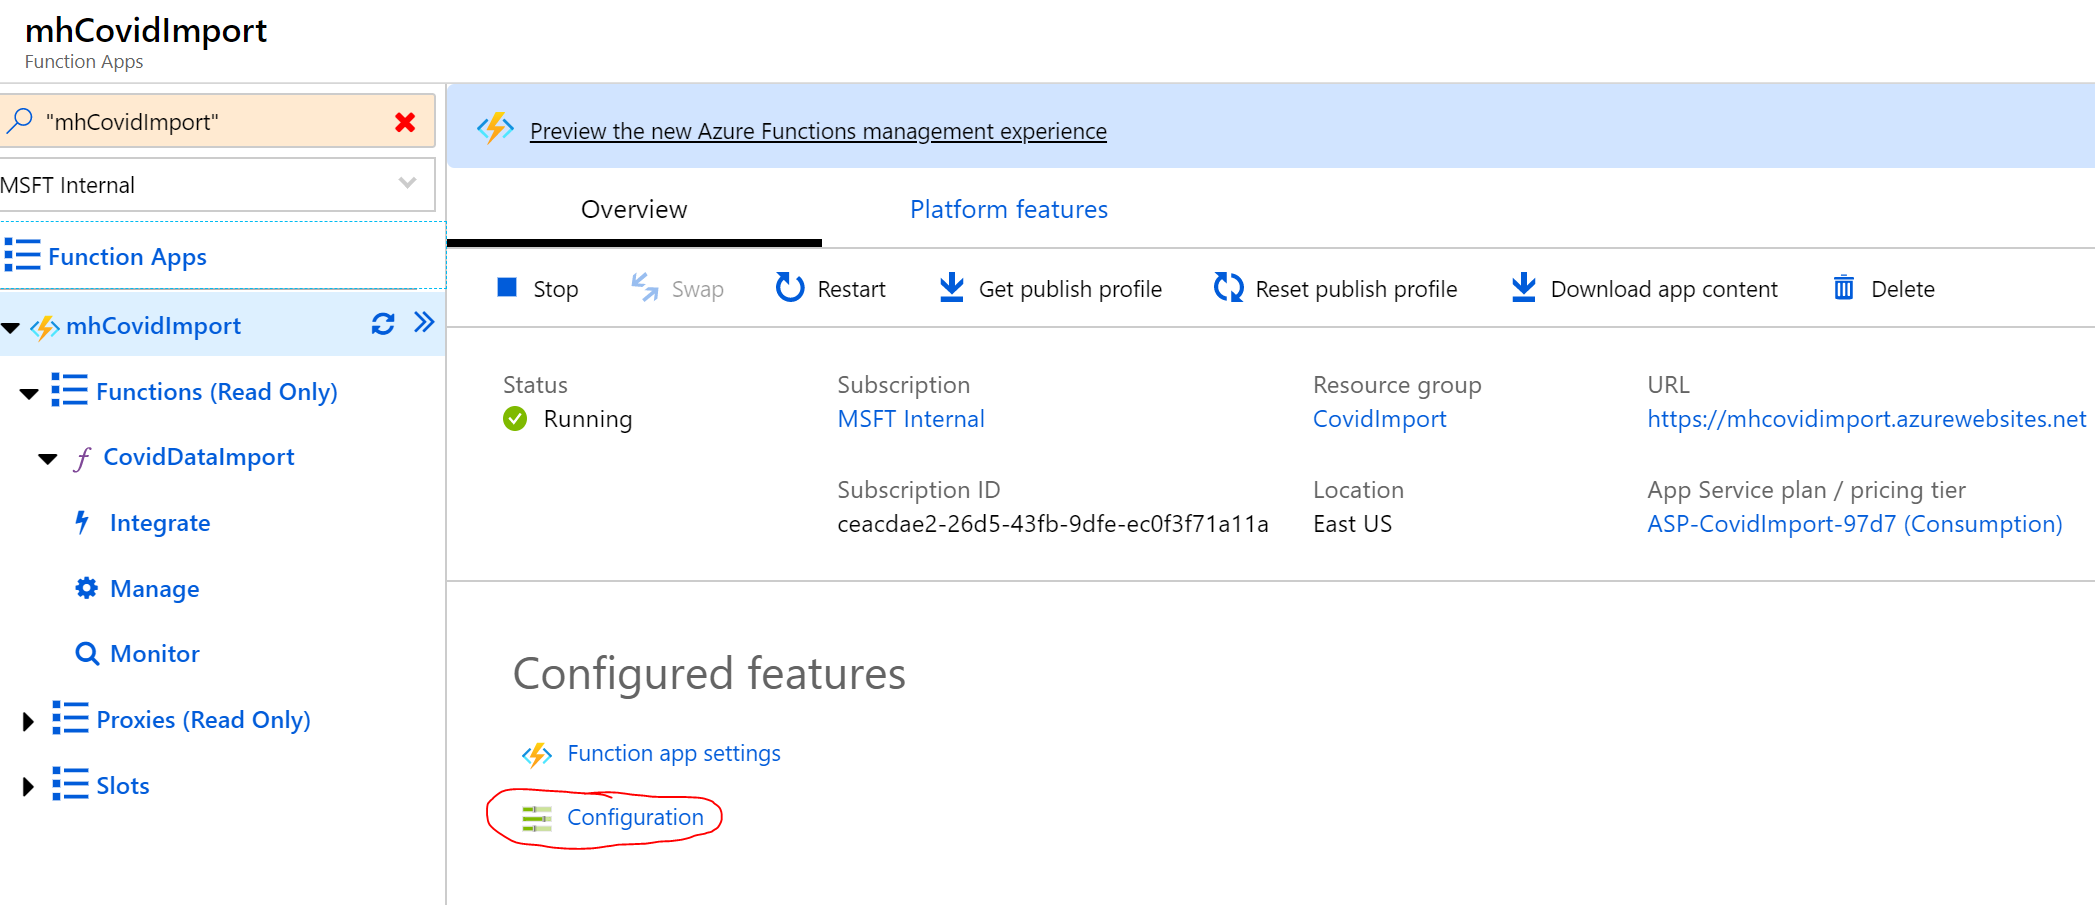 mhCovidImport
Function Apps
"mhCovidImport"
MSFT Internal
Function Apps
mhCovidImport
Functions (Read Only)
CovidDataImport
Integrate
Manage
Monitor
Proxies (Read Only)
Slots
Preview the new Azure Functions management experience
Overview Platform features
Stop Swap Restart Get publish profile Reset publish profile Download app content Delete
Status Subscription Resource group URL
Running MSFT Internal CovidImport https://mhcovidimport.azurewebsites.net
Subscription ID Location App Service plan / pricing tier
ceacdae2-26d5-43fb-9dfe-ec0f3f71a11a East US ASP-CovidImport-97d7 (Consumption)
Configured features
Function app settings
Configuration